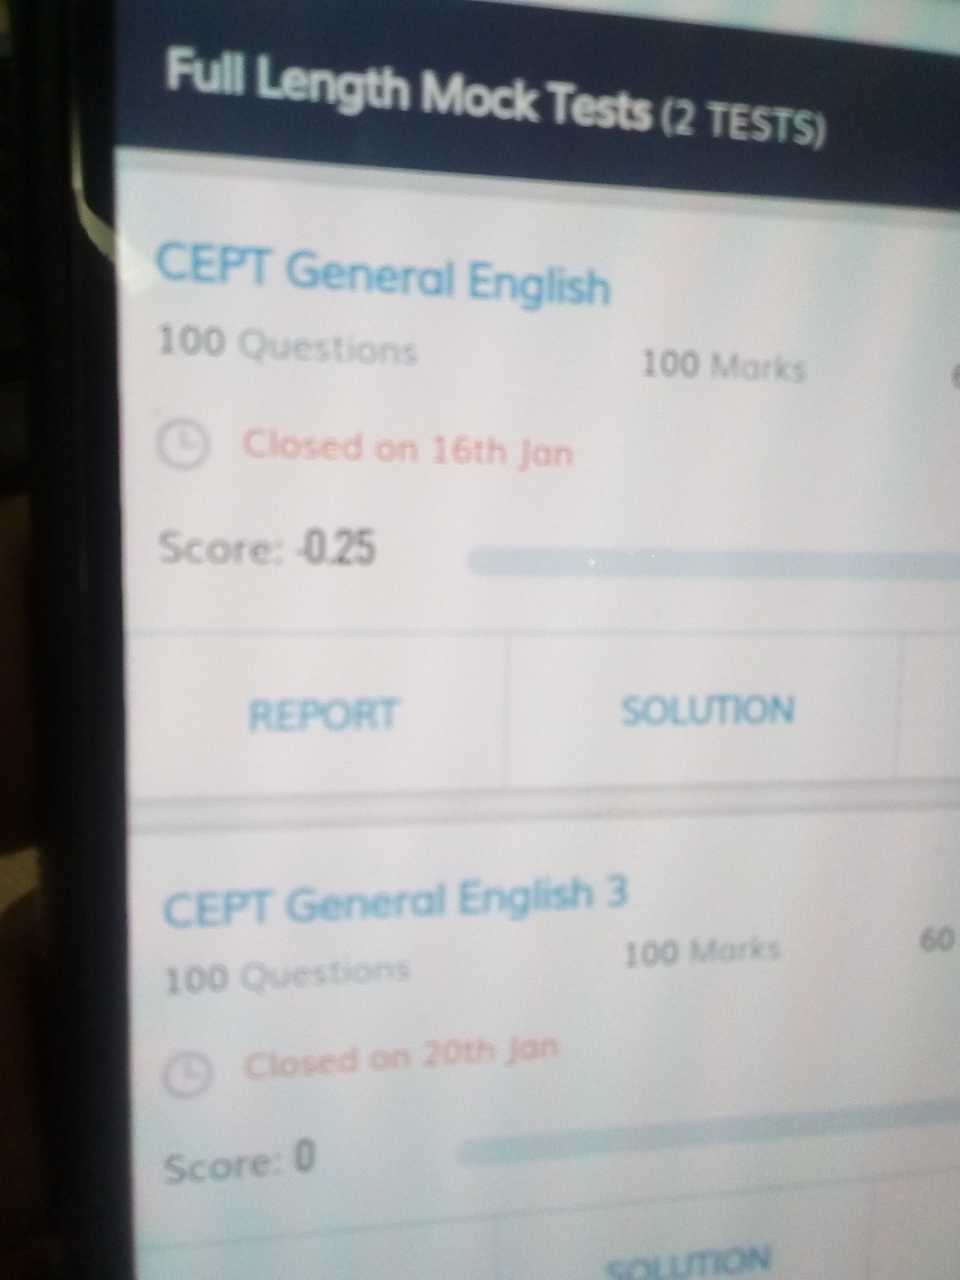 Full Length Mock Tests (2 TESTS)
CEPT General English
100 Questions 100 Marks
Closed on 16th Jan
Score: -0.25
REPORT SOLUTION
CEPT General English 3
100 Questions 100 Marks 60
Closed on 20th Jan
Score: 0
SOLUTION